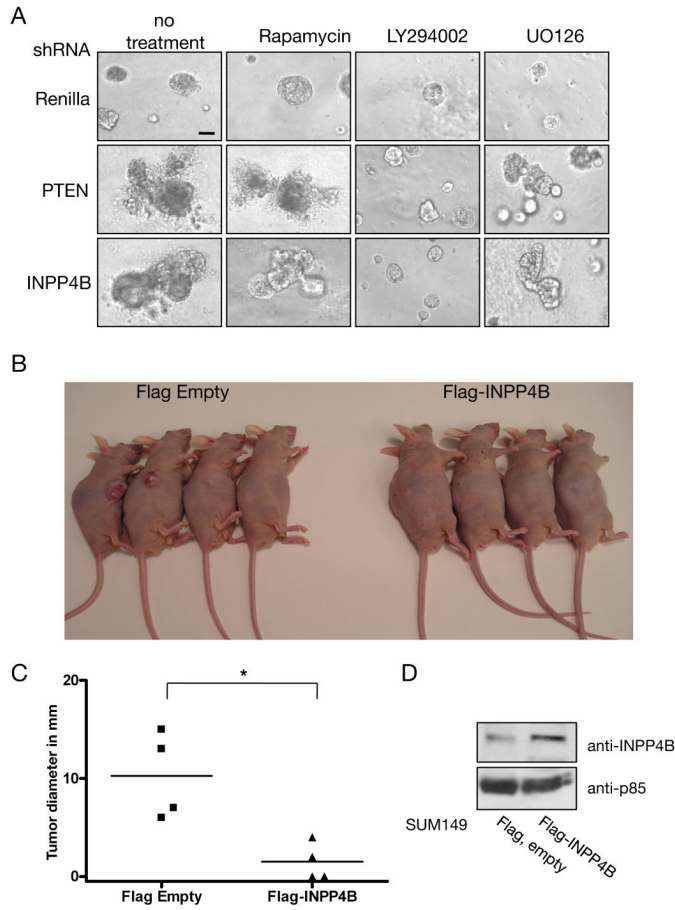 A
shRNA
no treatment
Rapamycin
LY294002
UO126
Renilla
PTEN
INPP4B
B
Flag Empty
Flag-INPP4B
C
Tumor diameter in mm
20
10
0
*
Flag Empty
Flag-INPP4B
D
anti-INPP4B
anti-p85
SUM149
Flag, empty
Flag-INPP4B